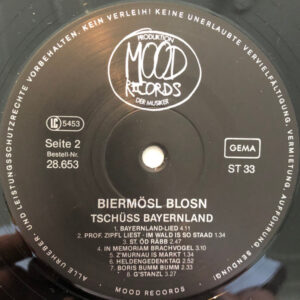 ALLE URHEBER- UND LEISTUNGSSCHUTZRECHTE VORBEHALTEN. KEIN VERLEIH! KEINE UNERLAUBTE VERVIELFÄLTIGUNG, VERMIETUNG, AUFFÜHRUNG, SENDUNG!
PRODUKTION
MOOD
RECORDS
DER MUSIKER
LC 5453
Seite 2
Bestell-Nr.
28.653
GEMA
ST 33
BIERMÖSL BLOSN
TSCHÜSS BAYERNLAND
1. BAYERNLAND-LIED 4.11
2. PROF. ZIPFL PLIEST - IM WALD IS SO STAAD 1.34
3. ST. ÖD RÄBB 2.47
4. IN MEMORIAM BRACHVOGEL 3.10
5. Z'MURNAU IS MARKT 1.34
6. HELDENGEDENKTAG 2.52
7. BORIS BUMM BUMM 2.33
8. G'STANZL
MOOD RECORDS